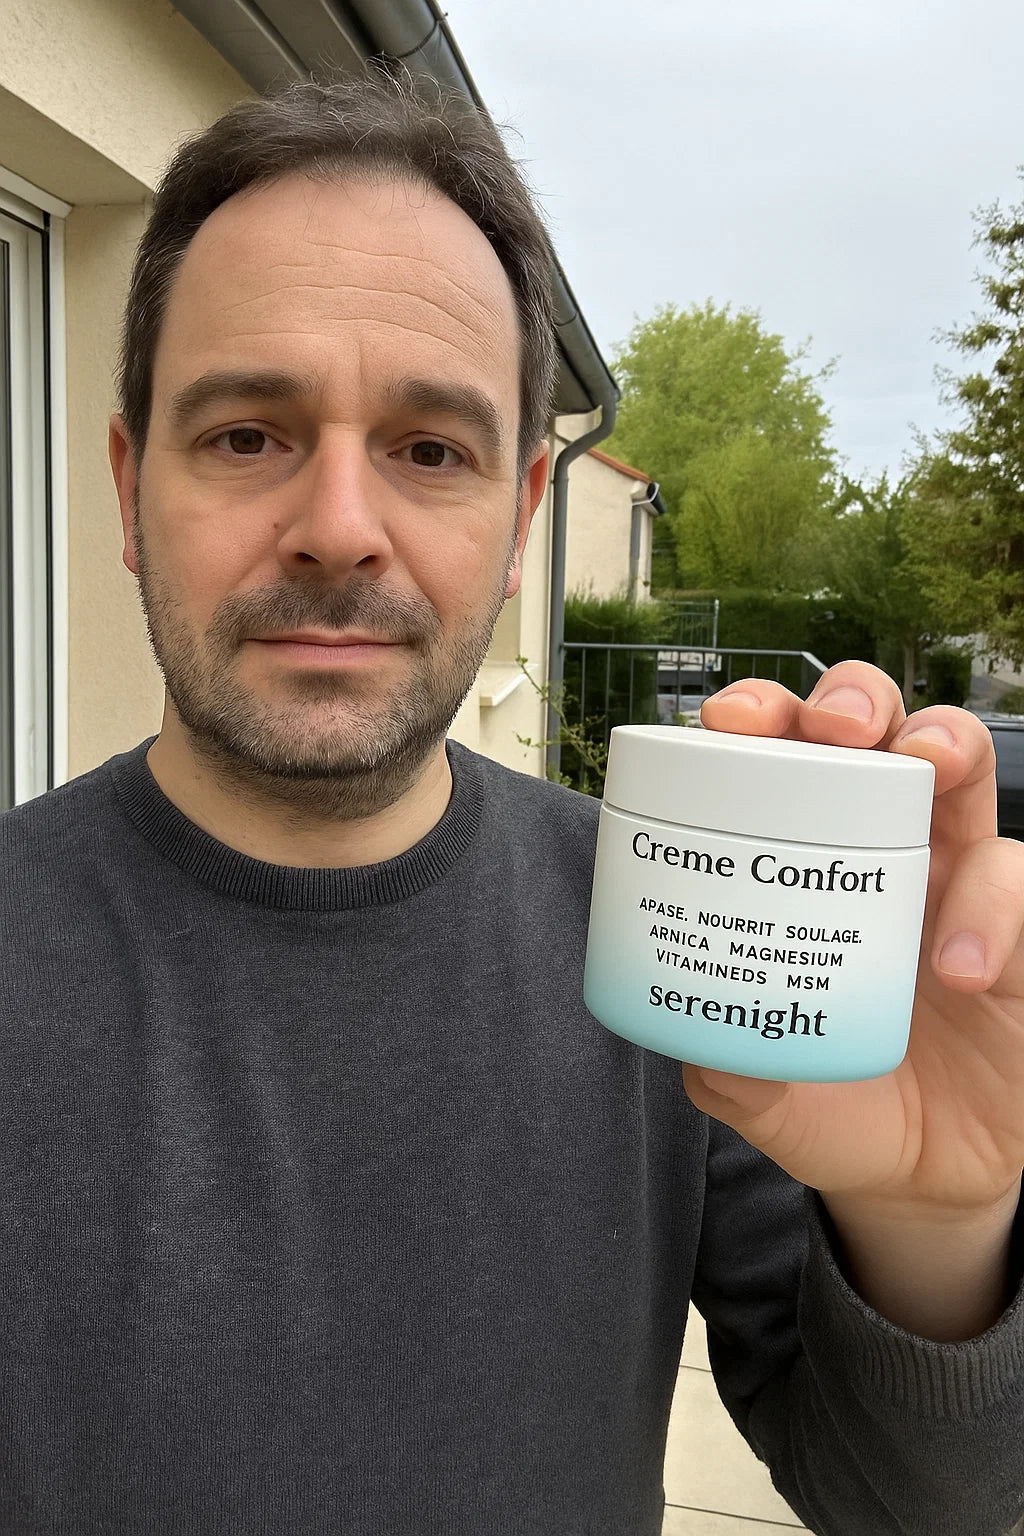 Creme Confort
APASE. NOURRIT SOULAGE.
ARNICA MAGNESIUM
VITAMINEDS MSM
serenight